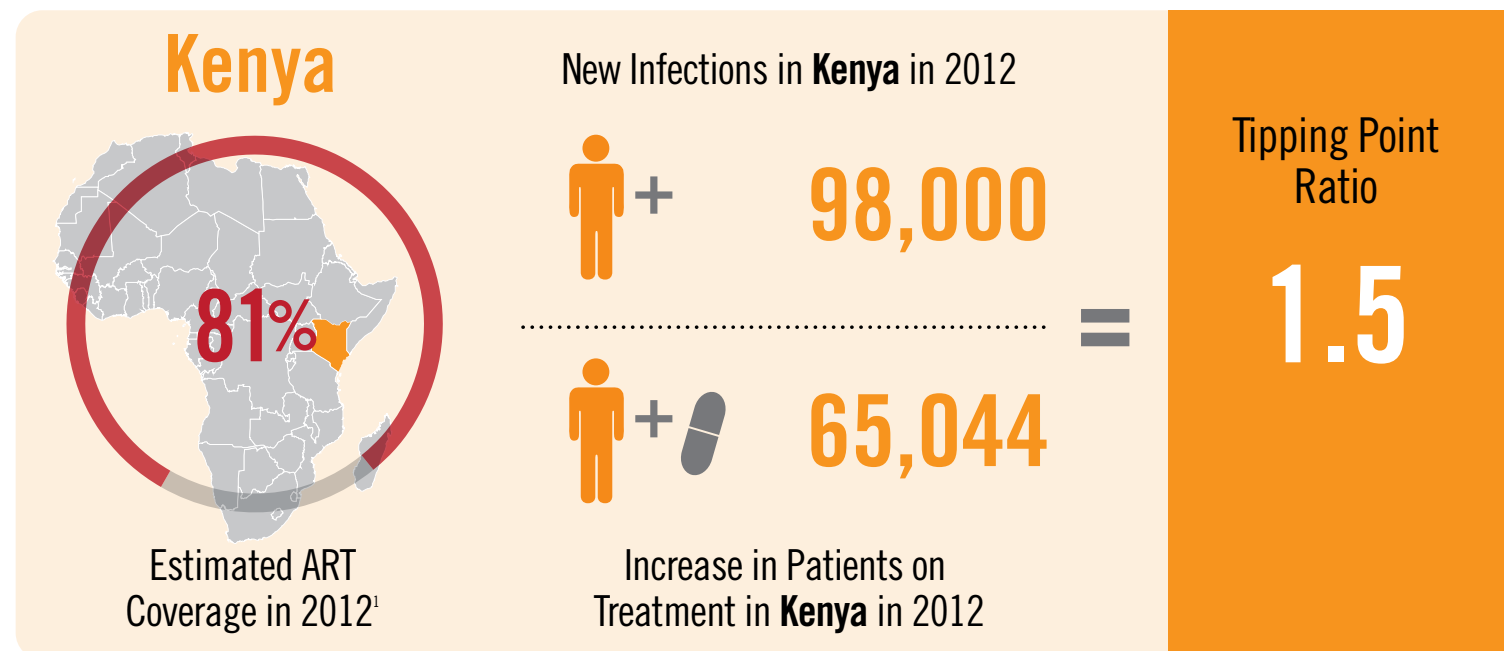 Kenya
81%
Estimated ART
Coverage in 2012¹
New Infections in Kenya in 2012
+ 98,000
+ 65,044
Increase in Patients on
Treatment in Kenya in 2012
=
Tipping Point
Ratio
1.5